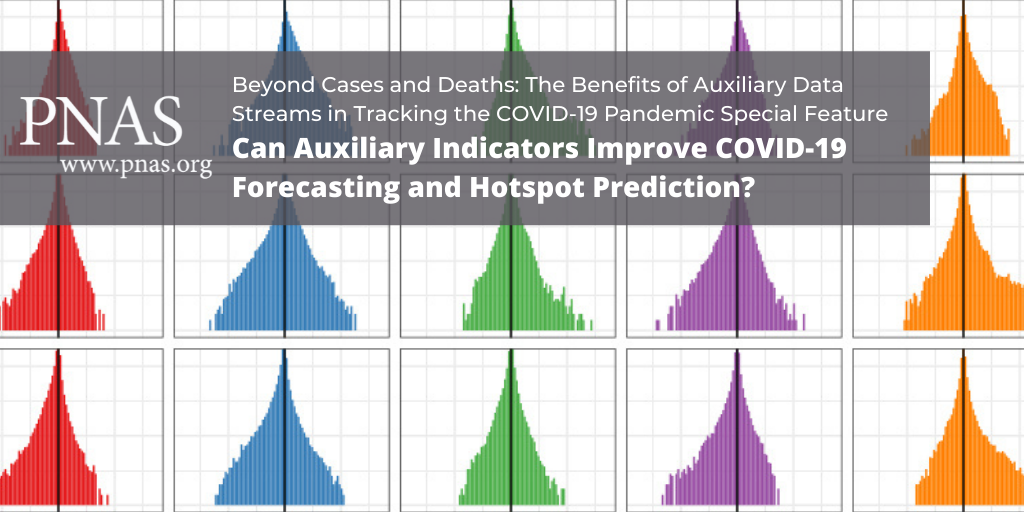 PNAS
www.pnas.org
Beyond Cases and Deaths: The Benefits of Auxiliary Data
Streams in Tracking the COVID-19 Pandemic Special Feature
Can Auxiliary Indicators Improve COVID-19
Forecasting and Hotspot Prediction?